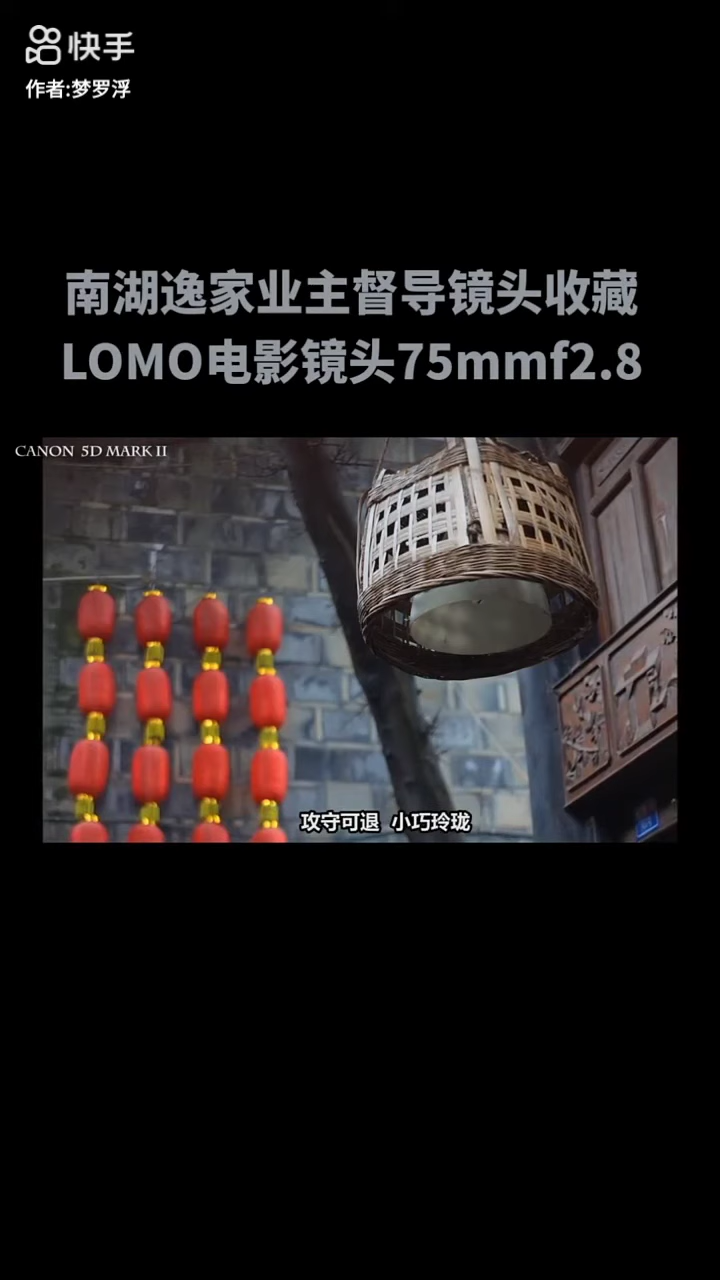 快手
作者:梦罗浮
南湖逸家业主督导镜头收藏
LOMO电影镜头75mmf2.8
CANON 5D MARK II
攻守可退 小巧玲珑